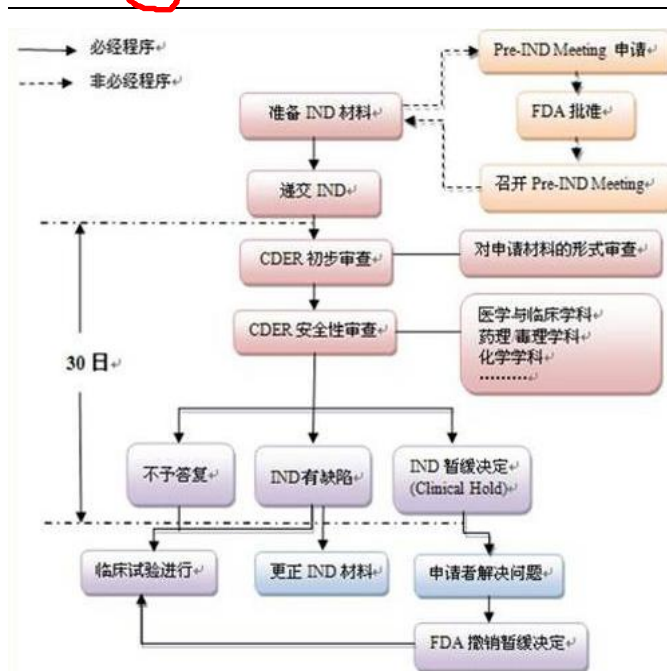 必经程序
非必经程序
Pre-IND Meeting 申请
准备 IND 材料
FDA 批准
递交 IND
召开 Pre-IND Meeting
CDER 初步审查
对申请材料的形式审查
CDER 安全性审查
医学与临床学科
药理/毒理学科
化学学科
………
30 日
不予答复
IND有缺陷
IND 暂缓决定
(Clinical Hold)
临床试验进行
更正 IND 材料
申请者解决问题
FDA 撤销暂缓决定